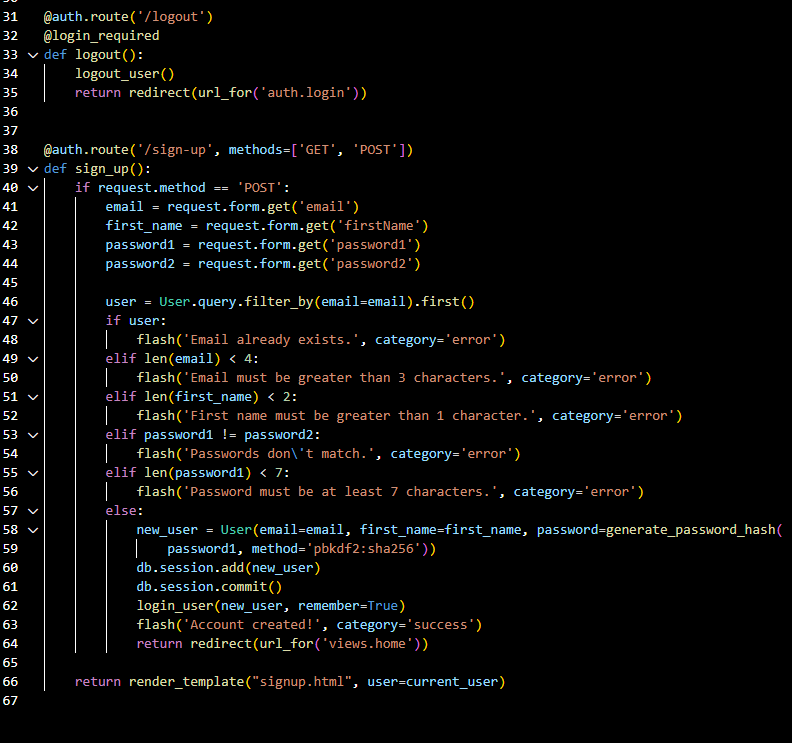 31 @auth.route('/logout')
32 @login_required
33 def logout():
34     logout_user()
35     return redirect(url_for('auth.login'))
36
37
38 @auth.route('/sign-up', methods=['GET', 'POST'])
39 def sign_up():
40     if request.method == 'POST':
41         email = request.form.get('email')
42         first_name = request.form.get('firstName')
43         password1 = request.form.get('password1')
44         password2 = request.form.get('password2')
45
46         user = User.query.filter_by(email=email).first()
47         if user:
48             flash('Email already exists.', category='error')
49         elif len(email) < 4:
50             flash('Email must be greater than 3 characters.', category='error')
51         elif len(first_name) < 2:
52             flash('First name must be greater than 1 character.', category='error')
53         elif password1 != password2:
54             flash('Passwords don\'t match.', category='error')
55         elif len(password1) < 7:
56             flash('Password must be at least 7 characters.', category='error')
57         else:
58             new_user = User(email=email, first_name=first_name, password=generate_password_hash(
59                 password1, method='pbkdf2:sha256'))
60             db.session.add(new_user)
61             db.session.commit()
62             login_user(new_user, remember=True)
63             flash('Account created!', category='success')
64             return redirect(url_for('views.home'))
65
66     return render_template("signup.html", user=current_user)
67